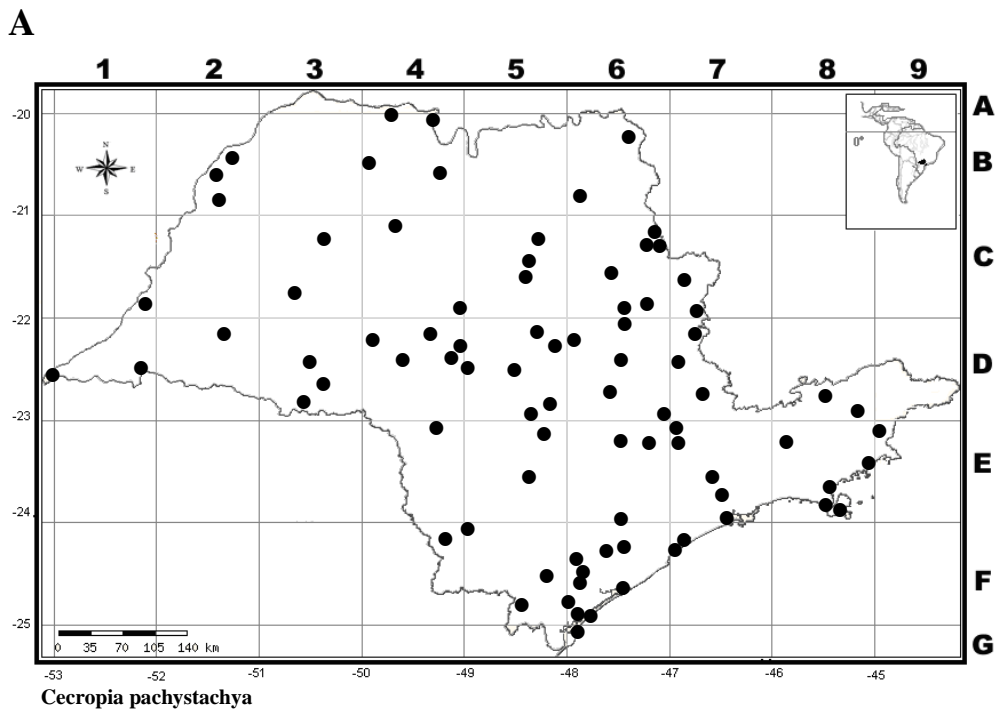 A
1 2 3 4 5 6 7 8 9
A
B
C
D
E
F
G
-20
-21
-22
-23
-24
-25
N
W E
S
0°
0 35 70 105 140 km
-53 -52 -51 -50 -49 -48 -47 -46 -45
Cecropia pachystachya